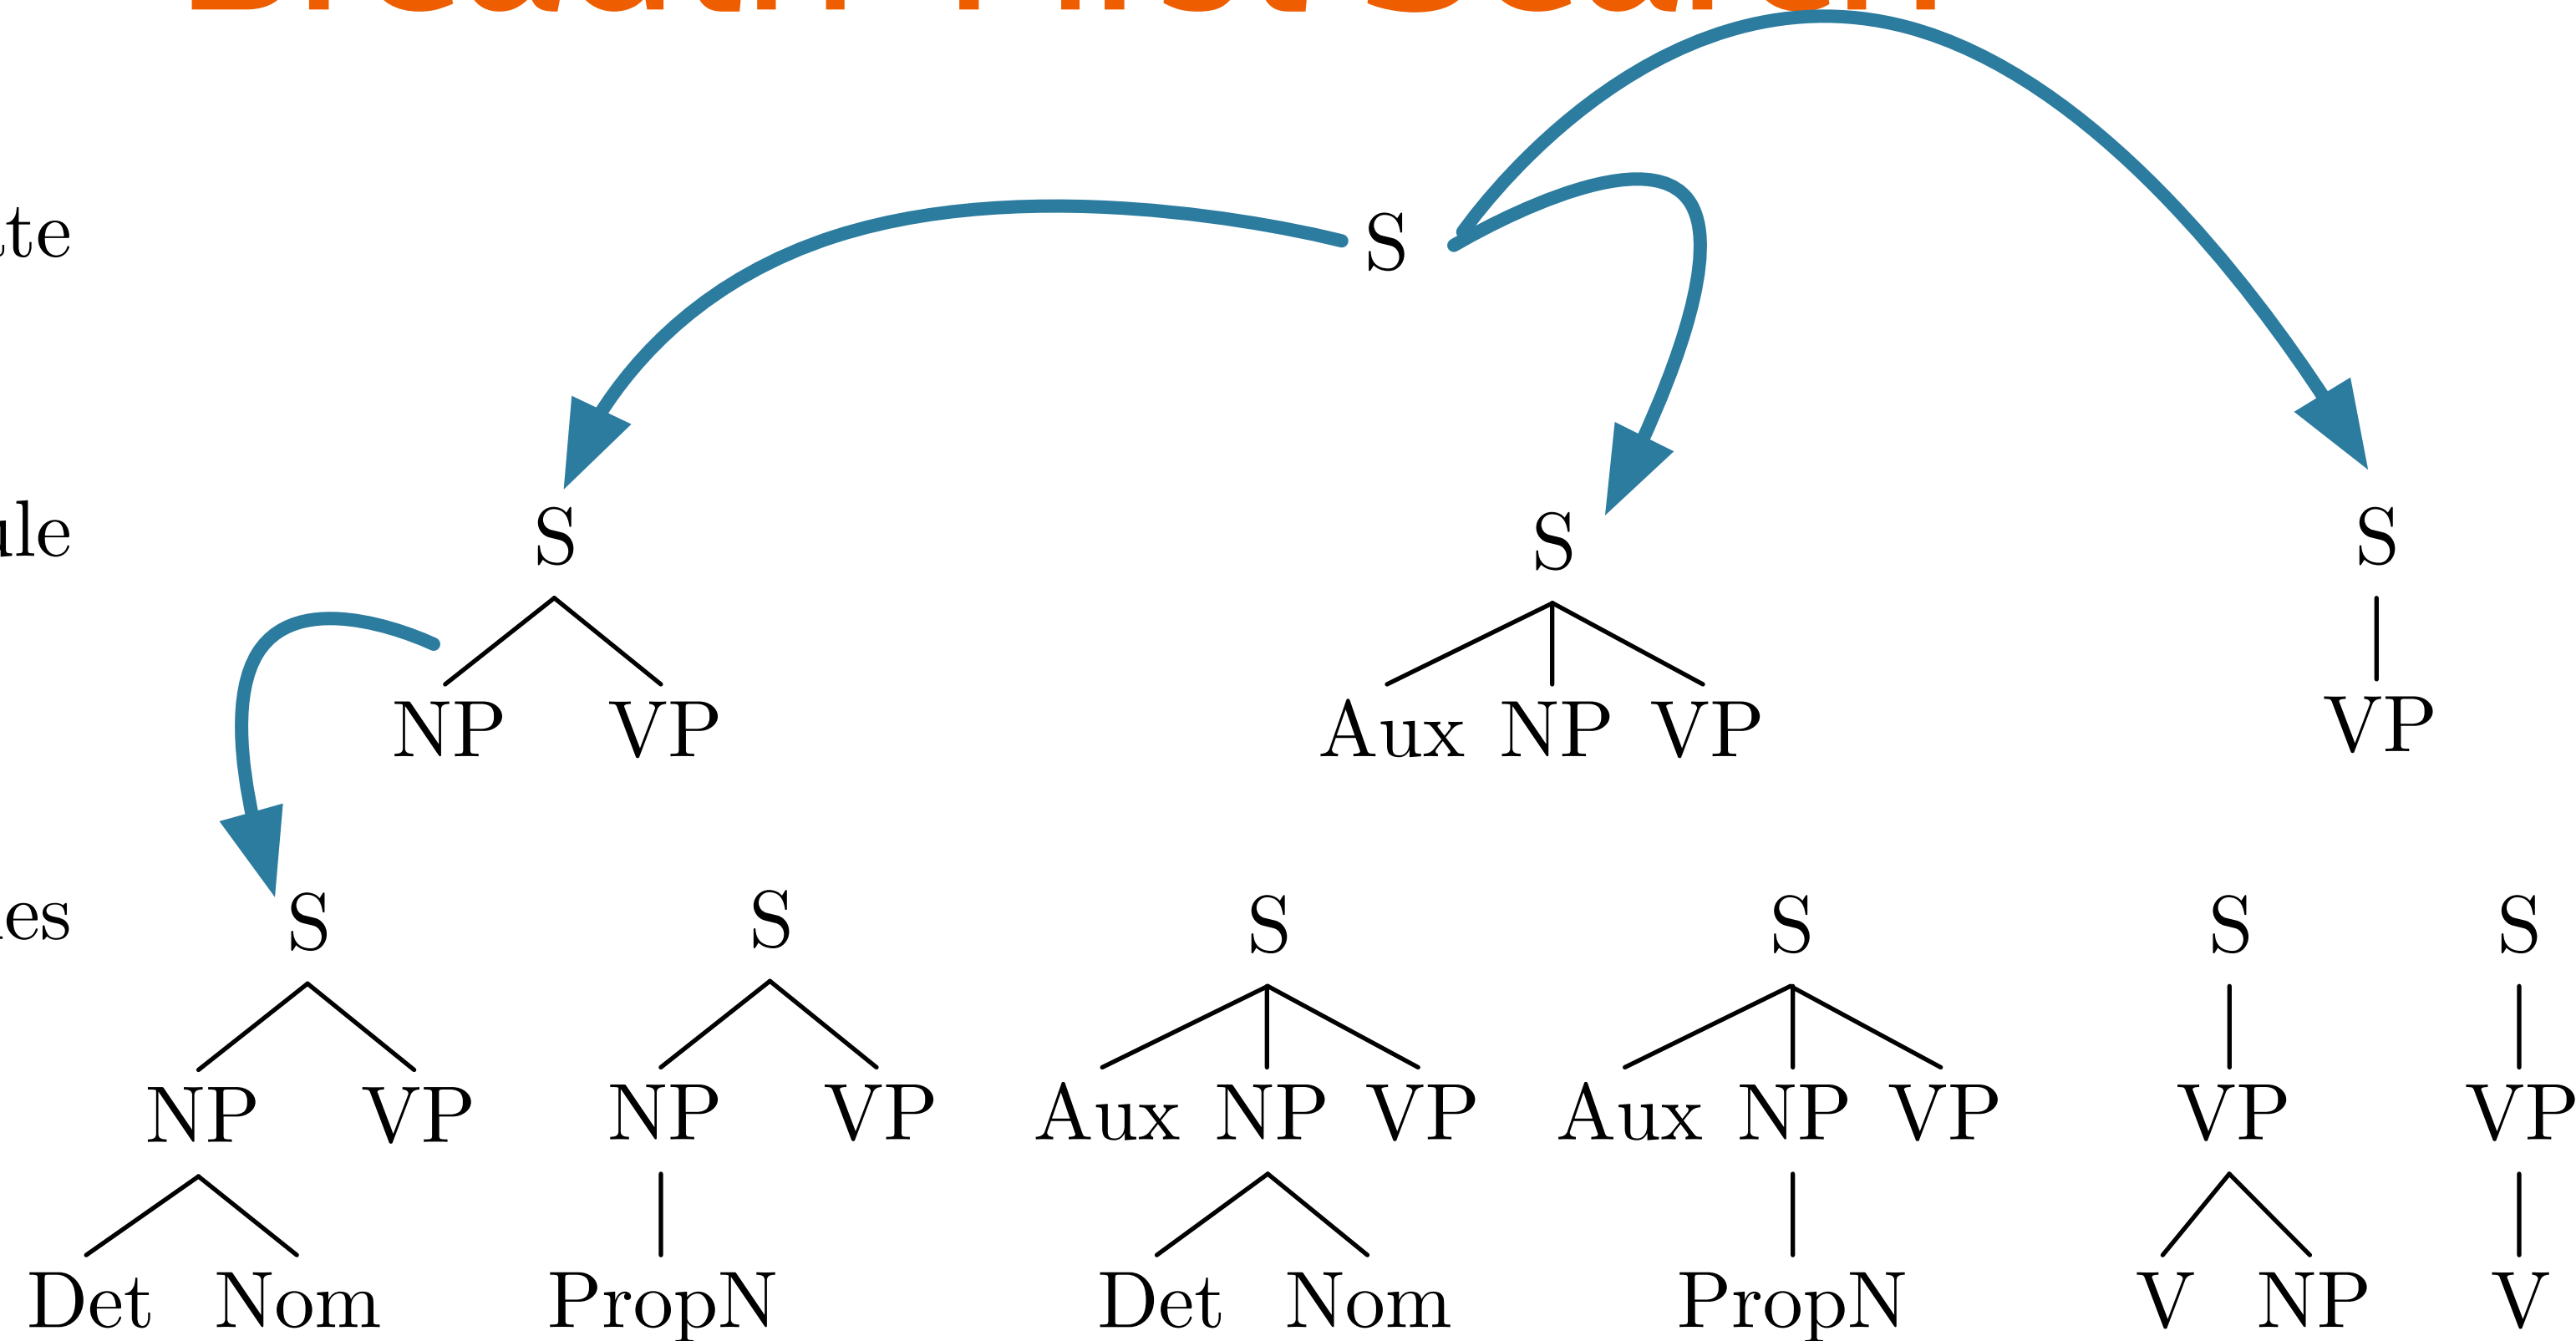 S
S S S
NP VP Aux NP VP VP
S S S S S S
NP VP NP VP Aux NP VP Aux NP VP VP VP
Det Nom PropN Det Nom PropN V NP V